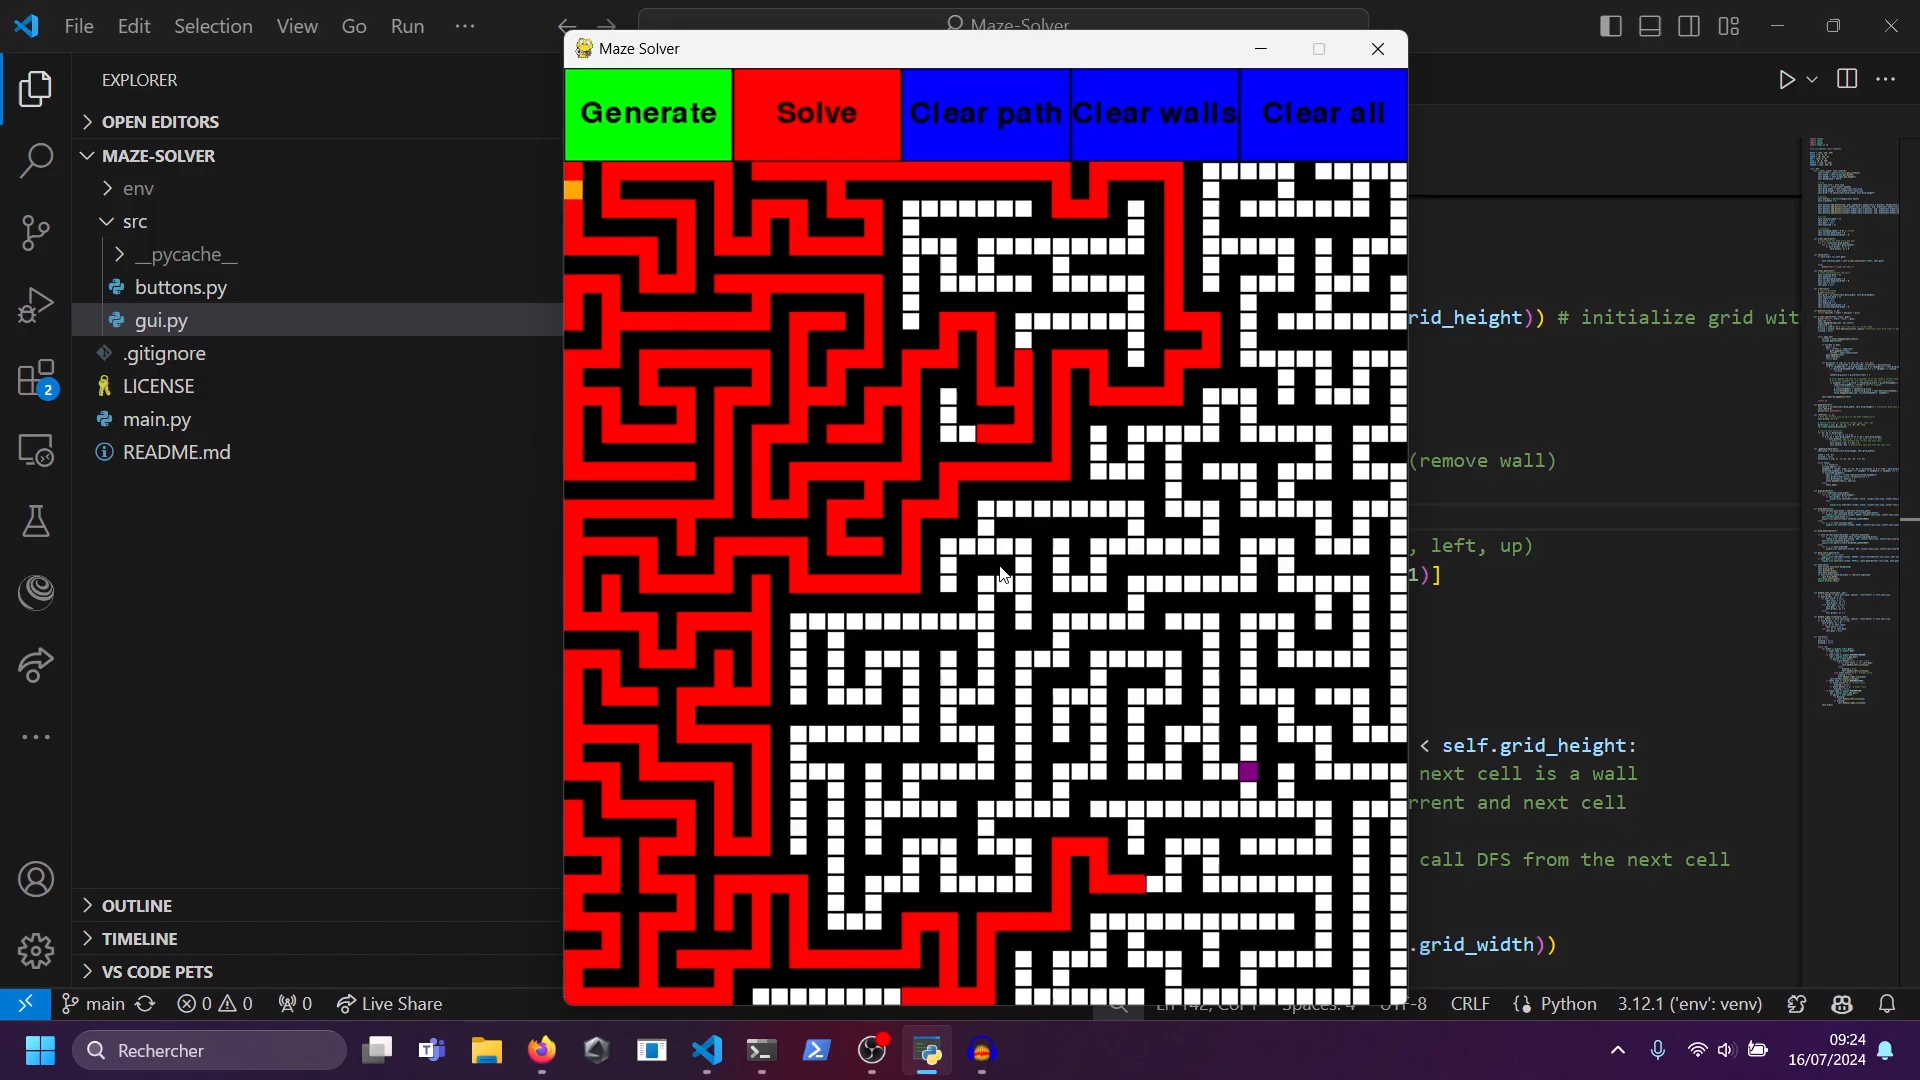 File Edit Selection View Go Run ···
Maze-Solver
Maze Solver
Generate
Solve
Clear path
Clear walls
Clear all
EXPLORER
OPEN EDITORS
MAZE-SOLVER
env
src
__pycache__
buttons.py
gui.py
.gitignore
LICENSE
main.py
README.md
2
OUTLINE
TIMELINE
VS CODE PETS
rid_height)) # initialize grid wit
(remove wall)
, left, up)
1)]
< self.grid_height:
next cell is a wall
rrent and next cell
call DFS from the next cell
.grid_width))
main
0
0
0
Live Share
CRLF
Python
3.12.1 ('env': venv)
Rechercher
09:24
16/07/2024